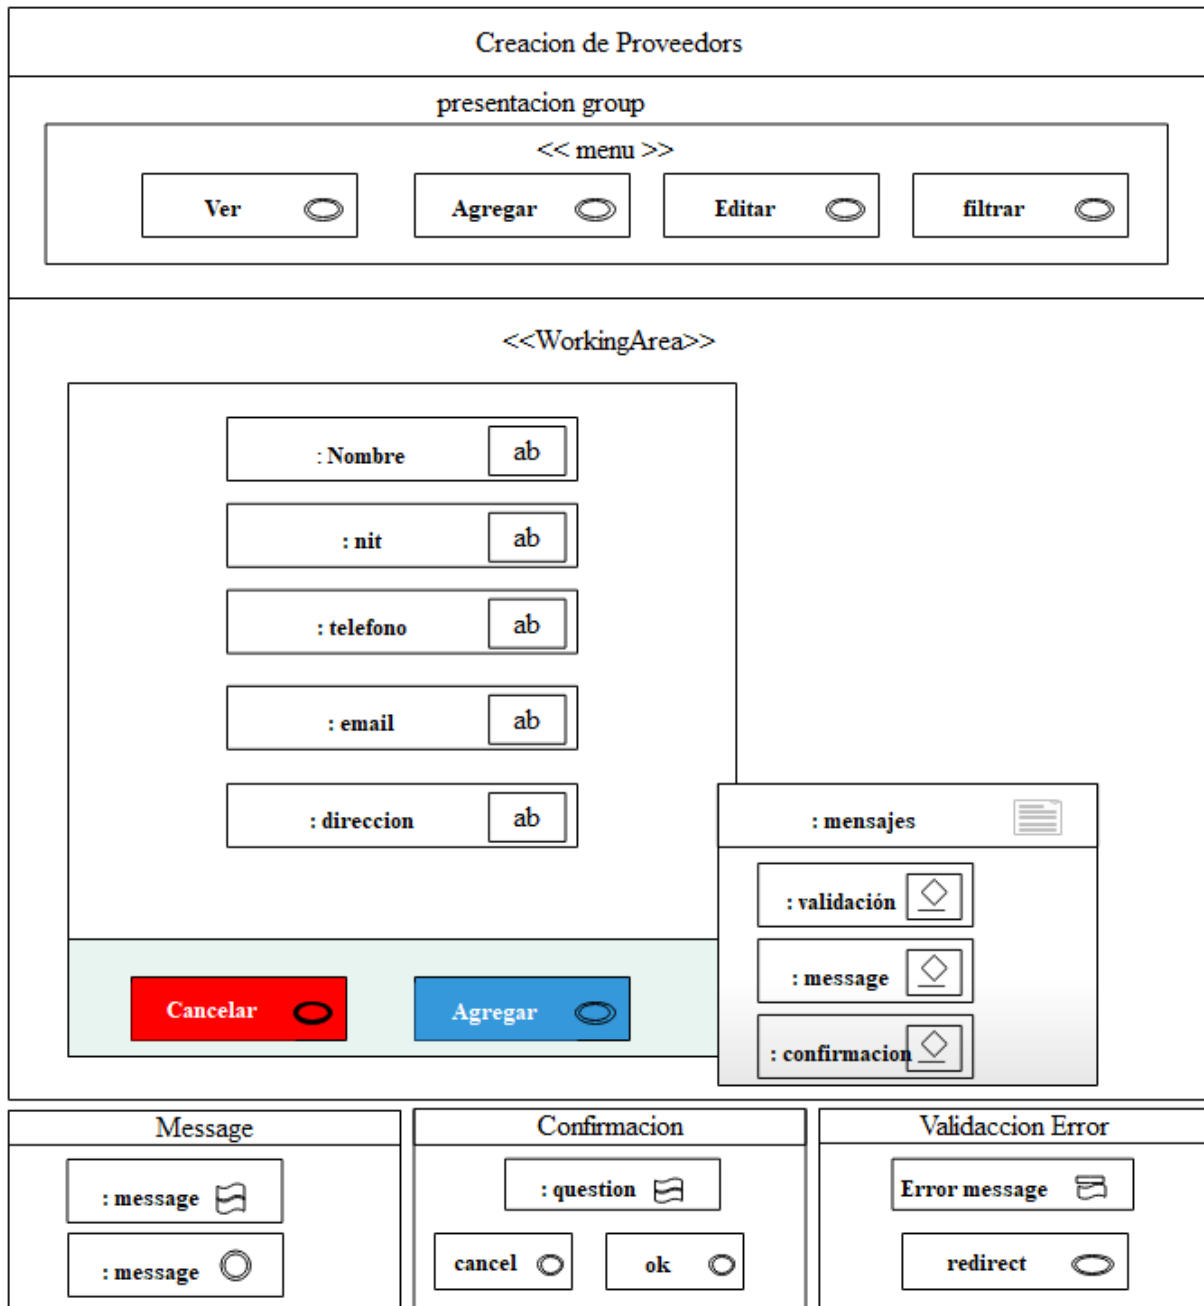 Creacion de Proveedors
presentacion group
<< menu >>
Ver
Agregar
Editar
filtrar
<<WorkingArea>>
: Nombre ab
: nit ab
: telefono ab
: email ab
: direccion ab
Cancelar
Agregar
: mensajes
: validación
: message
: confirmacion
Message
: message
: message
Confirmacion
: question
cancel
ok
Validaccion Error
Error message
redirect